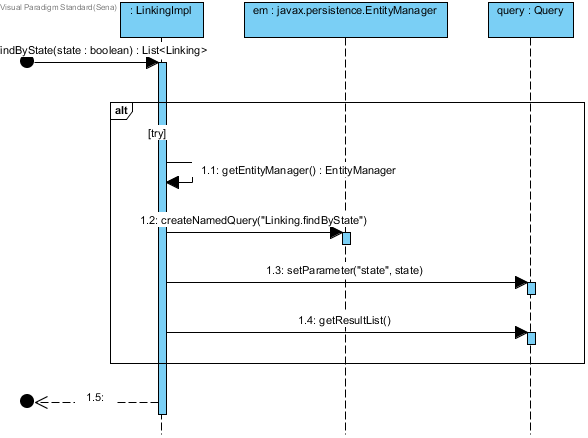 Visual Paradigm Standard(Sena)
: LinkingImpl
em : javax.persistence.EntityManager
query : Query
indByState(state : boolean) : List<Linking>
alt
[try]
1.1: getEntityManager() : EntityManager
1.2: createNamedQuery("Linking.findByState")
1.3: setParameter("state", state)
1.4: getResultList()
1.5: